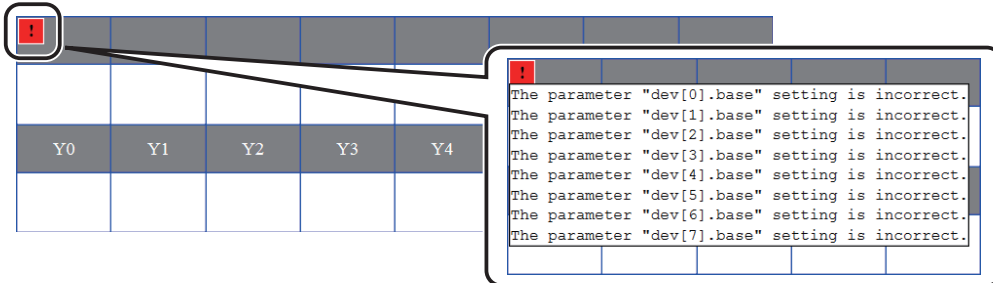 !
Y0 Y1 Y2 Y3 Y4
!
The parameter "dev[0].base" setting is incorrect.
The parameter "dev[1].base" setting is incorrect.
The parameter "dev[2].base" setting is incorrect.
The parameter "dev[3].base" setting is incorrect.
The parameter "dev[4].base" setting is incorrect.
The parameter "dev[5].base" setting is incorrect.
The parameter "dev[6].base" setting is incorrect.
The parameter "dev[7].base" setting is incorrect.